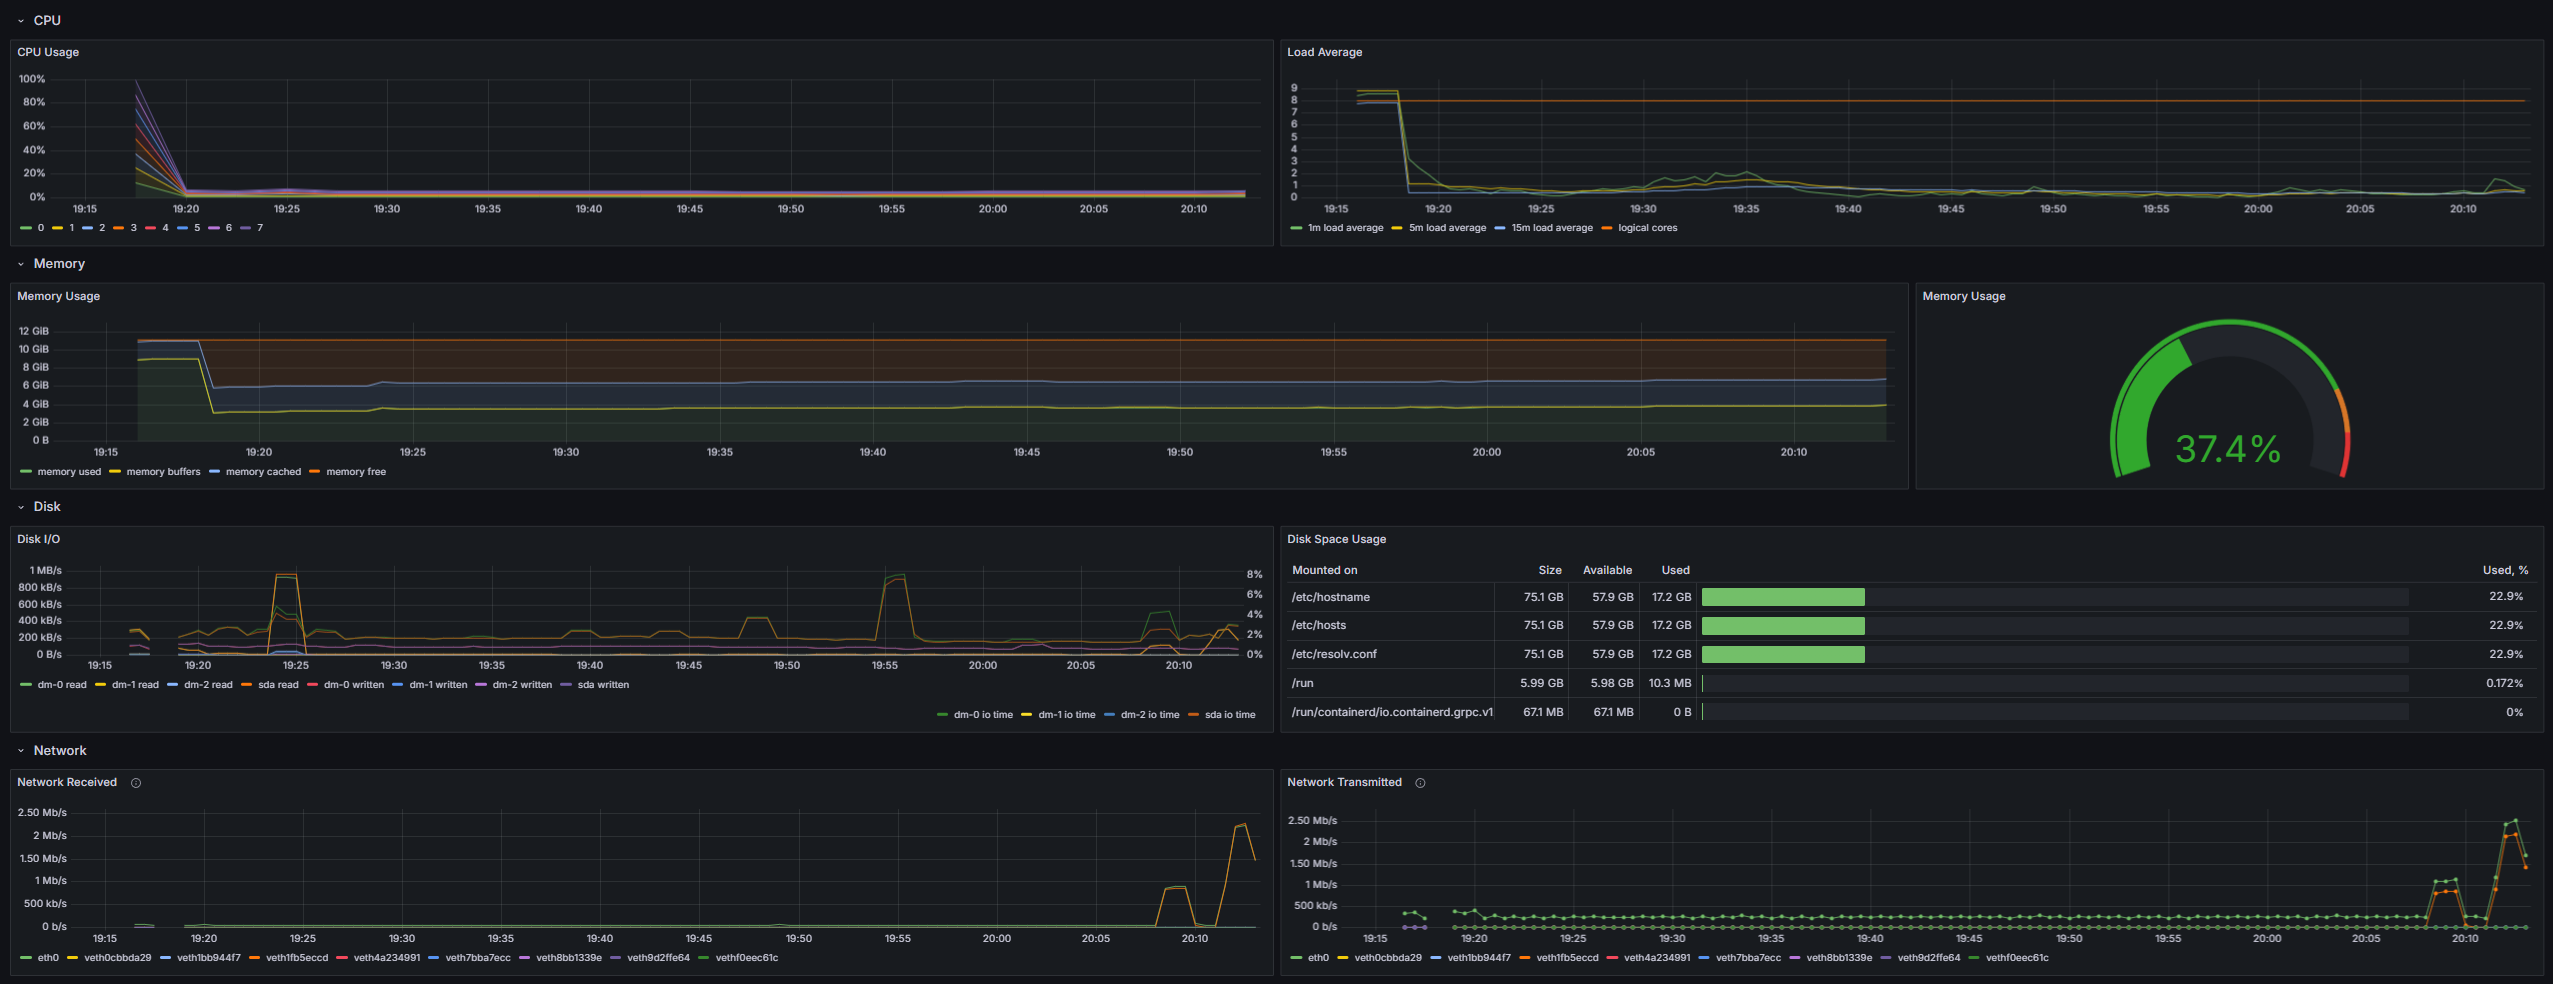 CPU
CPU Usage
100%
80%
60%
40%
20%
0%
19:15 19:20 19:25 19:30 19:35 19:40 19:45 19:50 19:55 20:00 20:05 20:10
0 1 2 3 4 5 6 7
Load Average
9
8
7
6
5
4
3
2
1
0
19:15 19:20 19:25 19:30 19:35 19:40 19:45 19:50 19:55 20:00 20:05 20:10
1m load average 5m load average 15m load average logical cores
Memory
Memory Usage
12 GiB
10 GiB
8 GiB
6 GiB
4 GiB
2 GiB
0 B
19:15 19:20 19:25 19:30 19:35 19:40 19:45 19:50 19:55 20:00 20:05 20:10
memory used memory buffers memory cached memory free
Memory Usage
37.4%
Disk
Disk I/O
1 MB/s
800 kB/s
600 kB/s
400 kB/s
200 kB/s
0 B/s
8%
6%
4%
2%
0%
19:15 19:20 19:25 19:30 19:35 19:40 19:45 19:50 19:55 20:00 20:05 20:10
dm-0 read dm-1 read dm-2 read sda read dm-0 written dm-1 written dm-2 written sda written
dm-0 io time dm-1 io time dm-2 io time sda io time
Disk Space Usage
Mounted on Size Available Used Used, %
/etc/hostname 75.1 GB 57.9 GB 17.2 GB 22.9%
/etc/hosts 75.1 GB 57.9 GB 17.2 GB 22.9%
/etc/resolv.conf 75.1 GB 57.9 GB 17.2 GB 22.9%
/run 5.99 GB 5.98 GB 10.3 MB 0.172%
/run/containerd/io.containerd.grpc.v1 67.1 MB 67.1 MB 0 B 0%
Network
Network Received
2.50 Mb/s
2 Mb/s
1.50 Mb/s
1 Mb/s
500 kb/s
0 b/s
19:15 19:20 19:25 19:30 19:35 19:40 19:45 19:50 19:55 20:00 20:05 20:10
eth0 veth0cbbda29 veth1bb944f7 veth1fb5eccd veth4a234991 veth7bba7ecc veth8bb1339e veth9d2ffe64 vethf0eec61c
Network Transmitted
2.50 Mb/s
2 Mb/s
1.50 Mb/s
1 Mb/s
500 kb/s
0 b/s
19:15 19:20 19:25 19:30 19:35 19:40 19:45 19:50 19:55 20:00 20:05 20:10
eth0 veth0cbbda29 veth1bb944f7 veth1fb5eccd veth4a234991 veth7bba7ecc veth8bb1339e veth9d2ffe64 vethf0eec61c